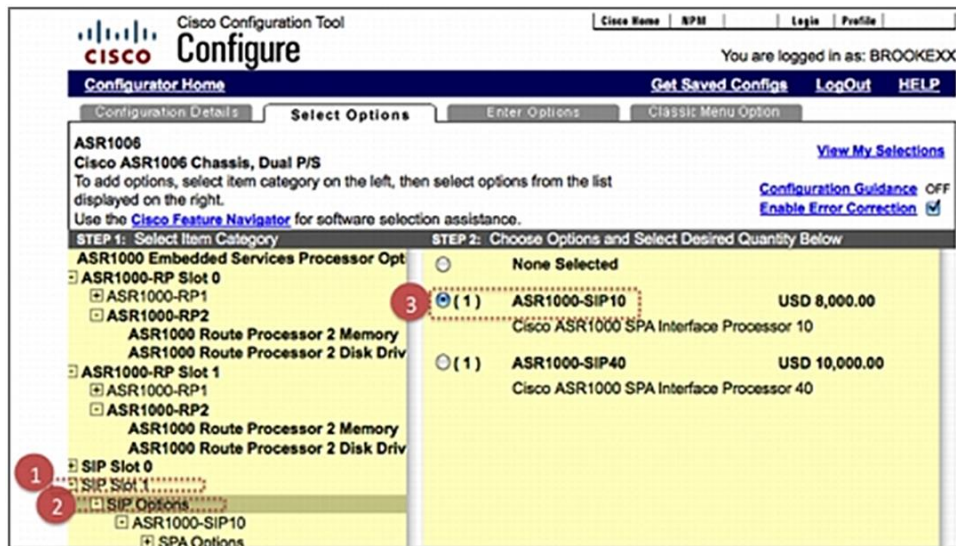 Cisco Configuration Tool
Cisco Home NPM Login Profile
CISCO Configure
You are logged in as: BROOKEXX
Configurator Home Get Saved Configs LogOut HELP
Configuration Details Select Options Enter Options Classic Menu Option
ASR1006
Cisco ASR1006 Chassis, Dual P/S
View My Selections
To add options, select item category on the left, then select options from the list
displayed on the right.
Configuration Guidance OFF
Use the Cisco Feature Navigator for software selection assistance.
Enable Error Correction
STEP 1: Select Item Category
ASR1000 Embedded Services Processor Opt
ASR1000-RP Slot 0
ASR1000-RP1
ASR1000-RP2
ASR1000 Route Processor 2 Memory
ASR1000 Route Processor 2 Disk Driv
ASR1000-RP Slot 1
ASR1000-RP1
ASR1000-RP2
ASR1000 Route Processor 2 Memory
ASR1000 Route Processor 2 Disk Driv
SIP Slot 0
1 SIP Slot 1
2 SIP Options
ASR1000-SIP10
SPA Options
STEP 2: Choose Options and Select Desired Quantity Below
None Selected
3 (1) ASR1000-SIP10 USD 8,000.00
Cisco ASR1000 SPA Interface Processor 10
(1) ASR1000-SIP40 USD 10,000.00
Cisco ASR1000 SPA Interface Processor 40